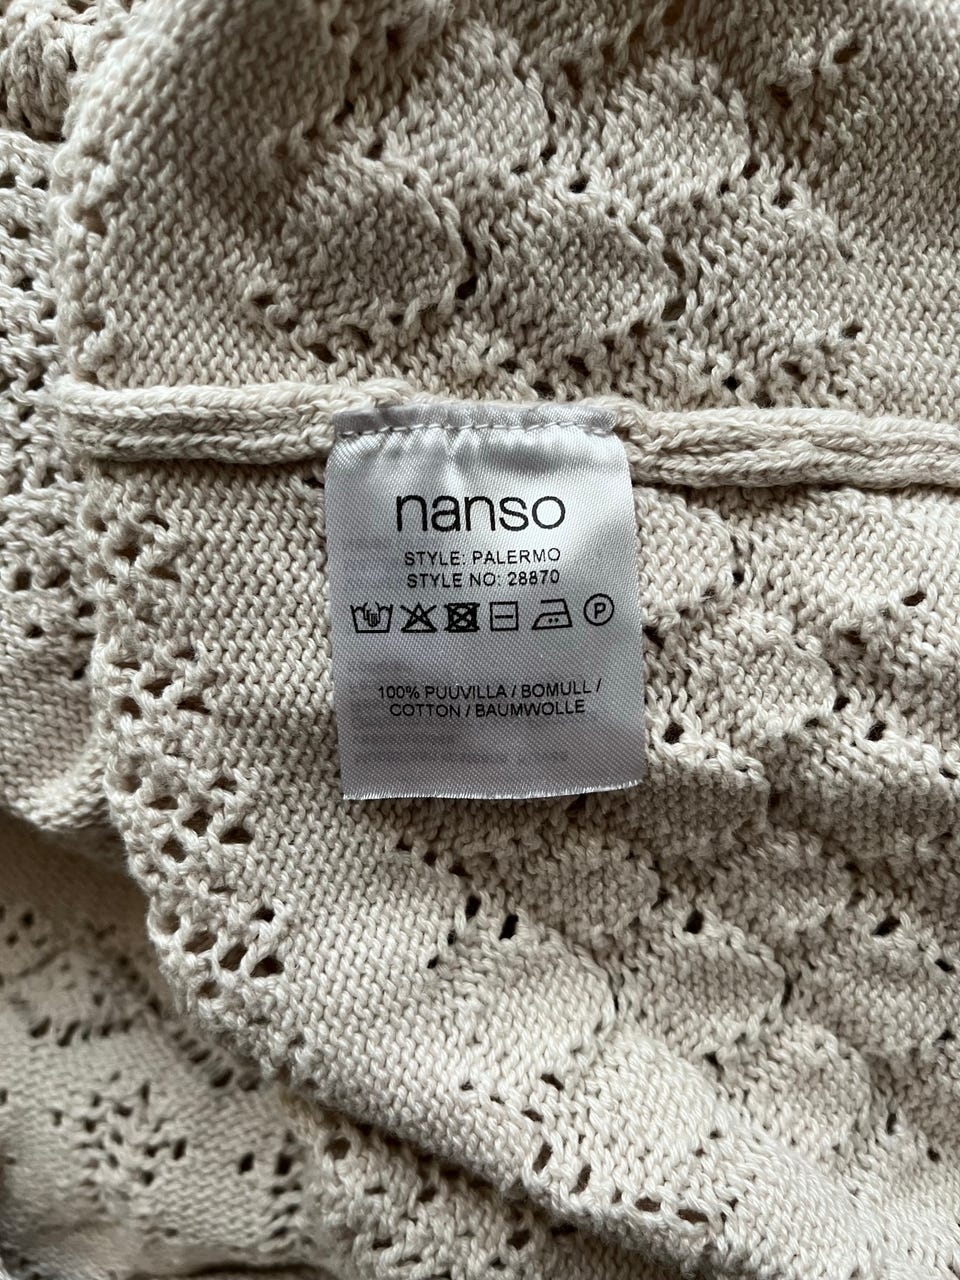 nanso
STYLE: PALERMO
STYLE NO: 28870
P
100% PUUVILLA / BOMULL /
COTTON / BAUMWOLLE